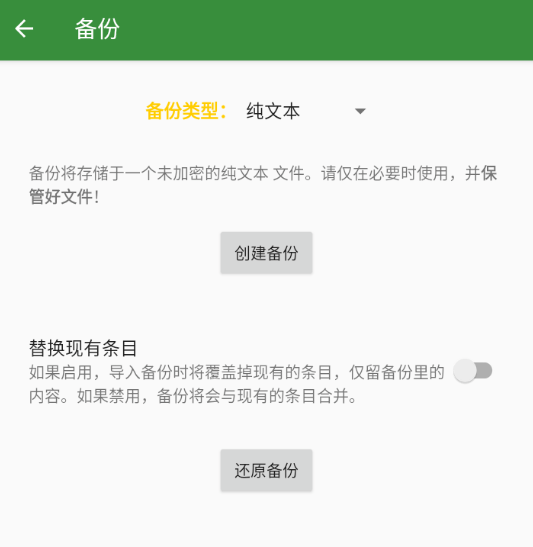 备份
备份类型： 纯文本
备份将存储于一个未加密的纯文本 文件。请仅在必要时使用，并保
管好文件！
创建备份
替换现有条目
如果启用，导入备份时将覆盖掉现有的条目，仅留备份里的
内容。如果禁用，备份将会与现有的条目合并。
还原备份